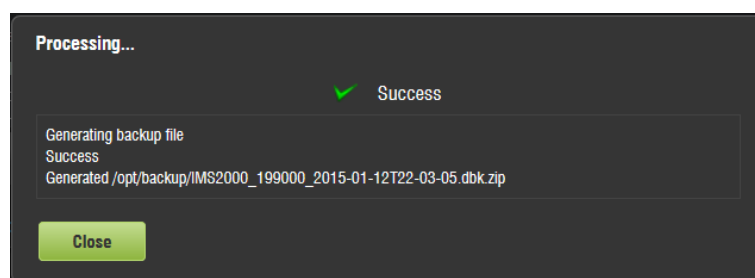 Processing...
Success
Generating backup file
Success
Generated /opt/backup/IMS2000_199000_2015-01-12T22-03-05.dbk.zip
Close